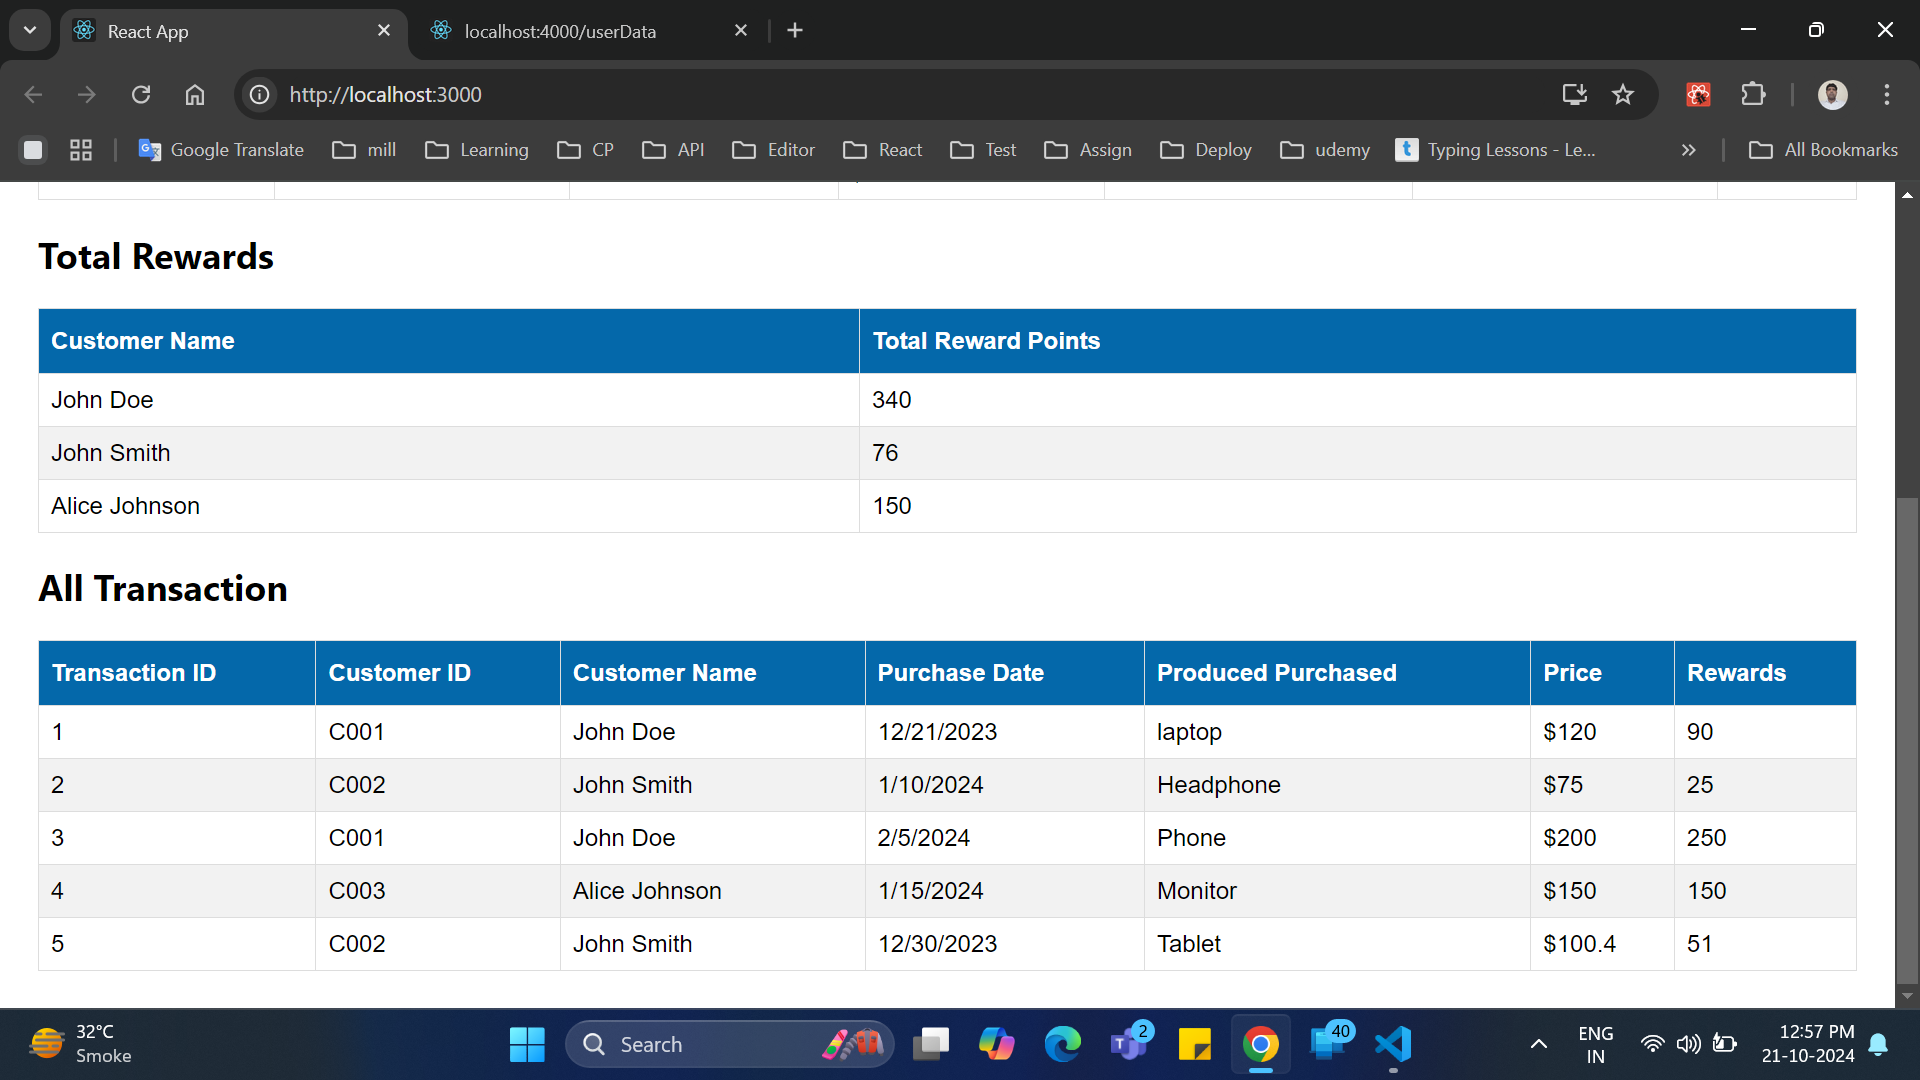 React App
localhost:4000/userData
http://localhost:3000
Google Translate mill Learning CP API Editor React Test Assign Deploy udemy Typing Lessons - Le... All Bookmarks
Total Rewards
Customer Name Total Reward Points
John Doe 340
John Smith 76
Alice Johnson 150
All Transaction
Transaction ID Customer ID Customer Name Purchase Date Produced Purchased Price Rewards
1 C001 John Doe 12/21/2023 laptop $120 90
2 C002 John Smith 1/10/2024 Headphone $75 25
3 C001 John Doe 2/5/2024 Phone $200 250
4 C003 Alice Johnson 1/15/2024 Monitor $150 150
5 C002 John Smith 12/30/2023 Tablet $100.4 51
32°C
Smoke
Search
2
40
ENG
IN
12:57 PM
21-10-2024